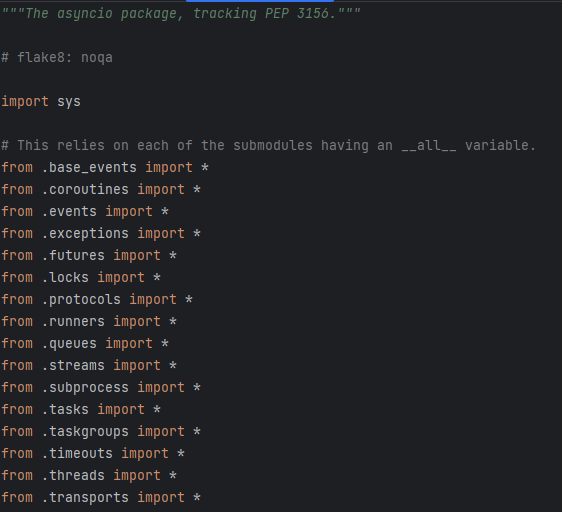 """The asyncio package, tracking PEP 3156."""
# flake8: noqa
import sys
# This relies on each of the submodules having an __all__ variable.
from .base_events import *
from .coroutines import *
from .events import *
from .exceptions import *
from .futures import *
from .locks import *
from .protocols import *
from .runners import *
from .queues import *
from .streams import *
from .subprocess import *
from .tasks import *
from .taskgroups import *
from .timeouts import *
from .threads import *
from .transports import *